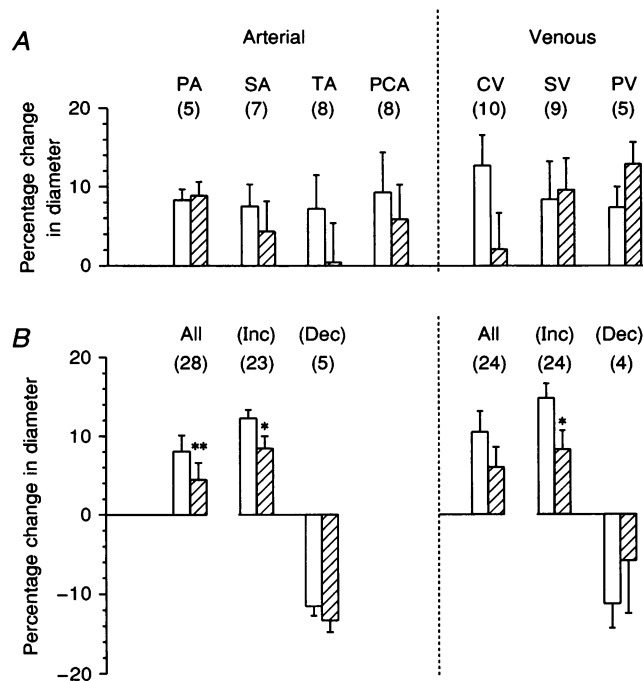 A
Arterial
Venous
PA SA TA PCA CV SV PV
(5) (7) (8) (8) (10) (9) (5)
Percentage change in diameter
20
10
0
B
All (Inc) (Dec) All (Inc) (Dec)
(28) (23) (5) (24) (24) (4)
Percentage change in diameter
20
10
0
−10
−20
**
*
*